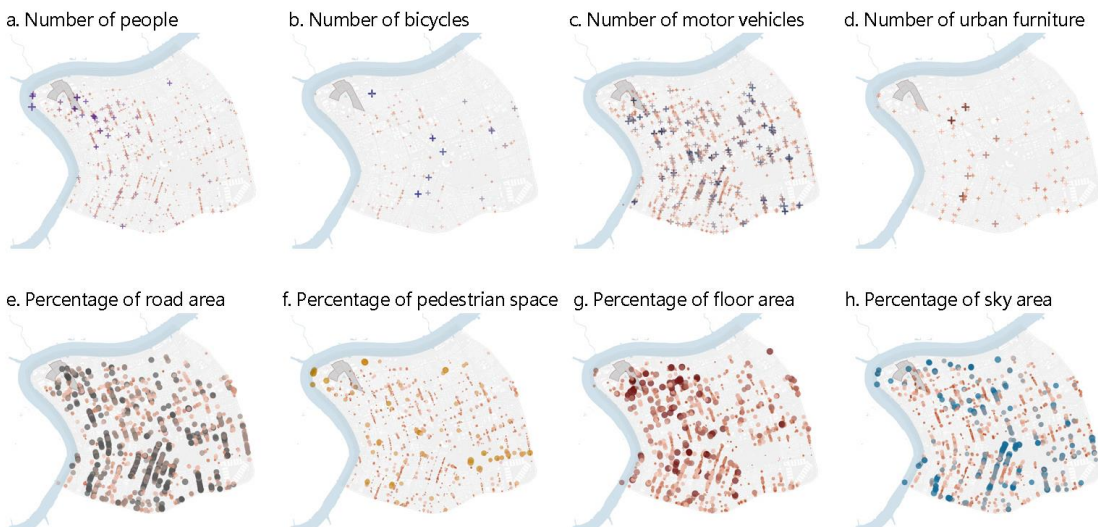 a. Number of people
b. Number of bicycles
c. Number of motor vehicles
d. Number of urban furniture
e. Percentage of road area
f. Percentage of pedestrian space
g. Percentage of floor area
h. Percentage of sky area